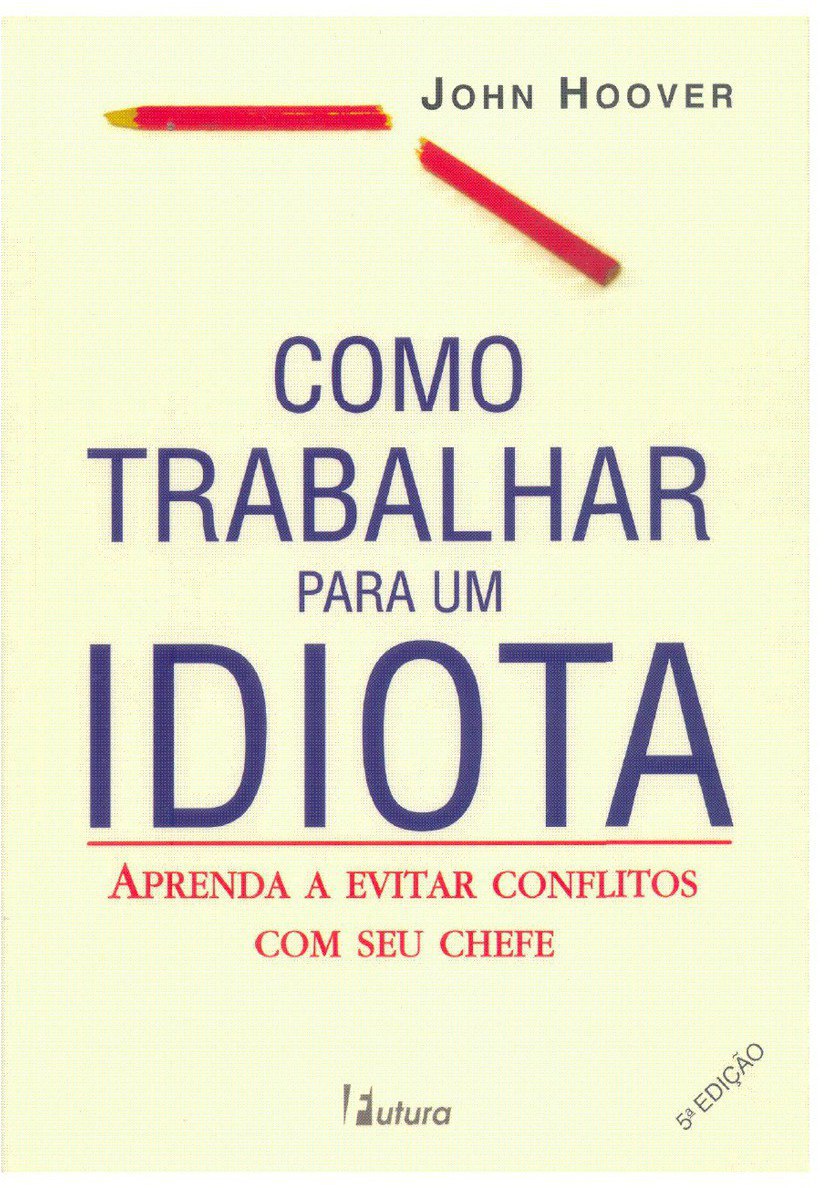 JOHN HOOVER
COMO
TRABALHAR
PARA UM
IDIOTA
APRENDA A EVITAR CONFLITOS
COM SEU CHEFE
Futura
5ª EDIÇÃO